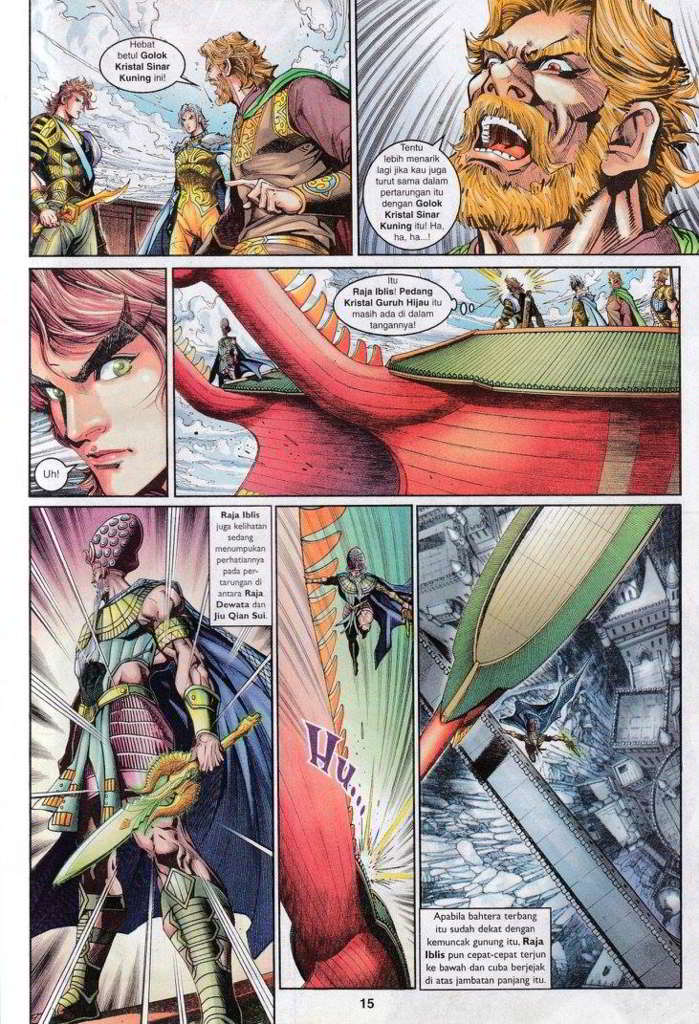 Hebat
betul Golok
Kristal Sinar
Kuning ini!
Tentu
lebih menarik
lagi jika kau juga
turut sama dalam
pertarungan itu
dengan Golok
Kristal Sinar
Kuning itu! Ha,
ha, ha...!
Uh!
Itu
Raja Iblis! Pedang
Kristal Guruh Hijau itu
masih ada di dalam
tangannya!
Raja Iblis
juga kelihatan
sedang
menumpukan
perhatiannya
pada per-
tarungan di
antara Raja
Dewata dan
Jiu Qian Sui.
Hu...
Apabila bahtera terbang
itu sudah dekat dengan
kemuncak gunung itu, Raja
Iblis pun cepat-cepat terjun
ke bawah dan cuba berjejak
di atas jambatan panjang itu.
15